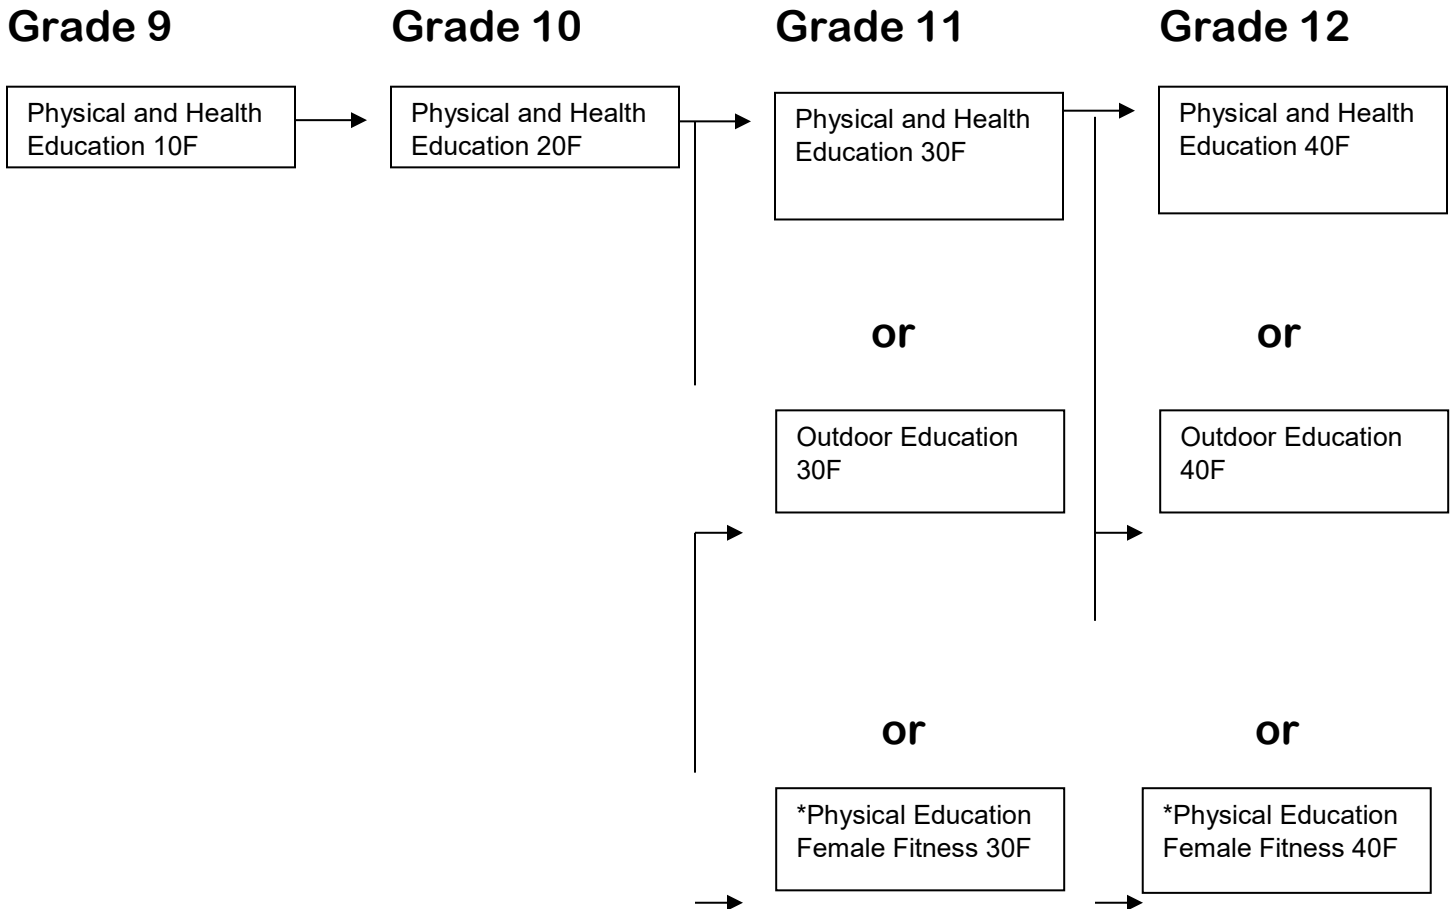 Grade 9
Grade 10
Grade 11
Grade 12
Physical and Health
Education 10F
Physical and Health
Education 20F
Physical and Health
Education 30F
Physical and Health
Education 40F
or
or
Outdoor Education
30F
Outdoor Education
40F
or
or
*Physical Education
Female Fitness 30F
*Physical Education
Female Fitness 40F